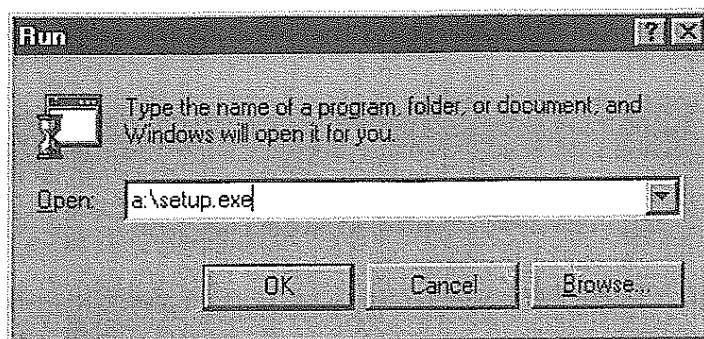 Run
Type the name of a program, folder, or document, and
Windows will open it for you.
Open: a:\setup.exe
OK Cancel Browse...